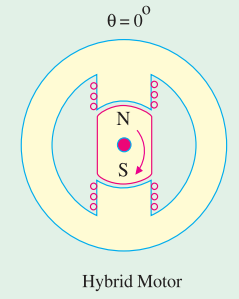 θ = 0°
N
S
Hybrid Motor